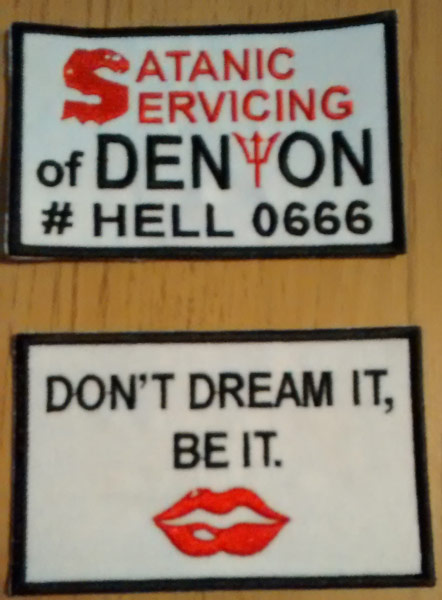 SATANIC
SERVICING
of DENTON
# HELL 0666
DON'T DREAM IT,
BE IT.